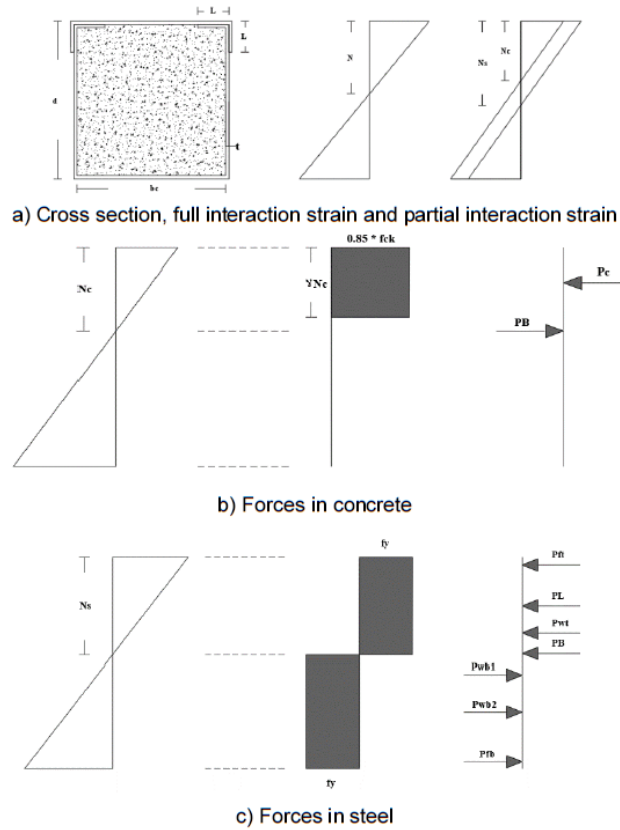 L
L
d
t
bc
N
Ns
Nc
a) Cross section, full interaction strain and partial interaction strain
0.85 * fck
Nc
γNc
Pc
PB
b) Forces in concrete
fy
Ns
Pft
PL
Pwt
PB
Pwb1
Pwb2
Pfb
fy
c) Forces in steel